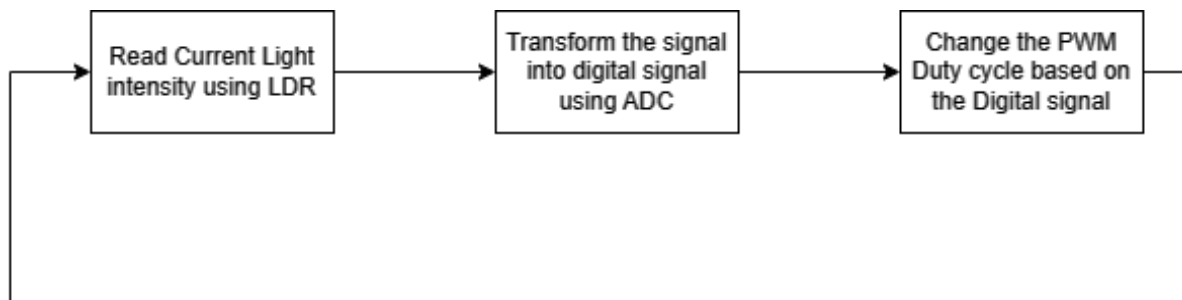 Read Current Light
intensity using LDR
Transform the signal
into digital signal
using ADC
Change the PWM
Duty cycle based on
the Digital signal